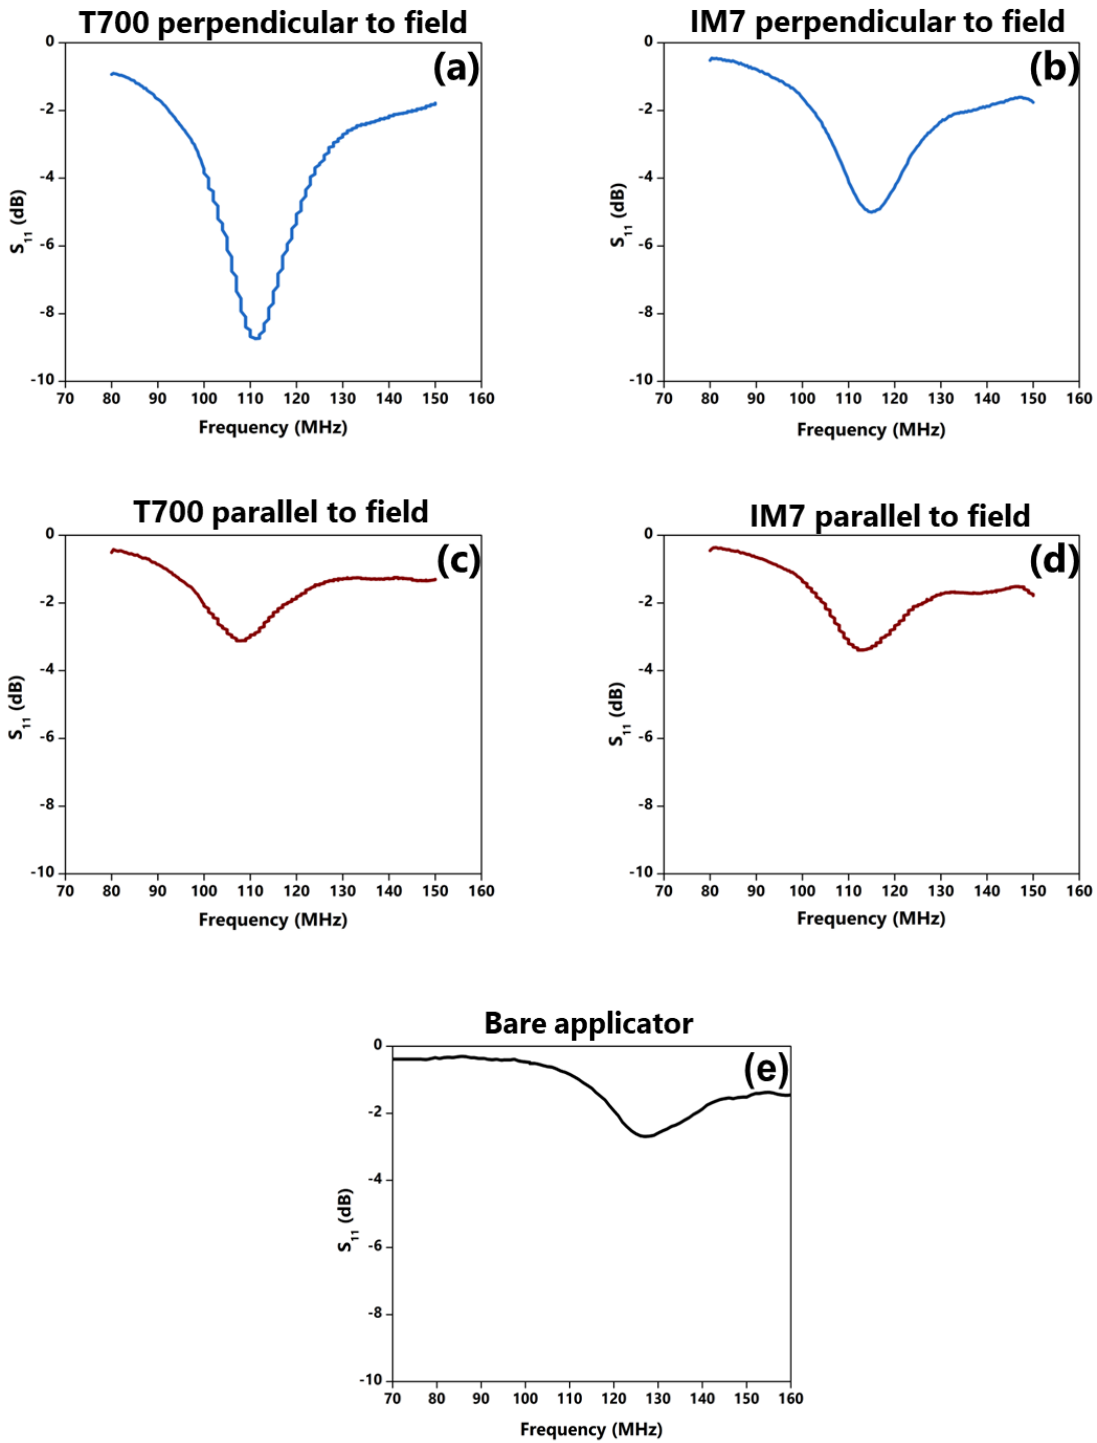 T700 perpendicular to field
(a)
0
-2
-4
-6
-8
-10
S11 (dB)
70 80 90 100 110 120 130 140 150 160
Frequency (MHz)
IM7 perpendicular to field
(b)
0
-2
-4
-6
-8
-10
S11 (dB)
70 80 90 100 110 120 130 140 150 160
Frequency (MHz)
T700 parallel to field
(c)
0
-2
-4
-6
-8
-10
S11 (dB)
70 80 90 100 110 120 130 140 150 160
Frequency (MHz)
IM7 parallel to field
(d)
0
-2
-4
-6
-8
-10
S11 (dB)
70 80 90 100 110 120 130 140 150 160
Frequency (MHz)
Bare applicator
(e)
0
-2
-4
-6
-8
-10
S11 (dB)
70 80 90 100 110 120 130 140 150 160
Frequency (MHz)